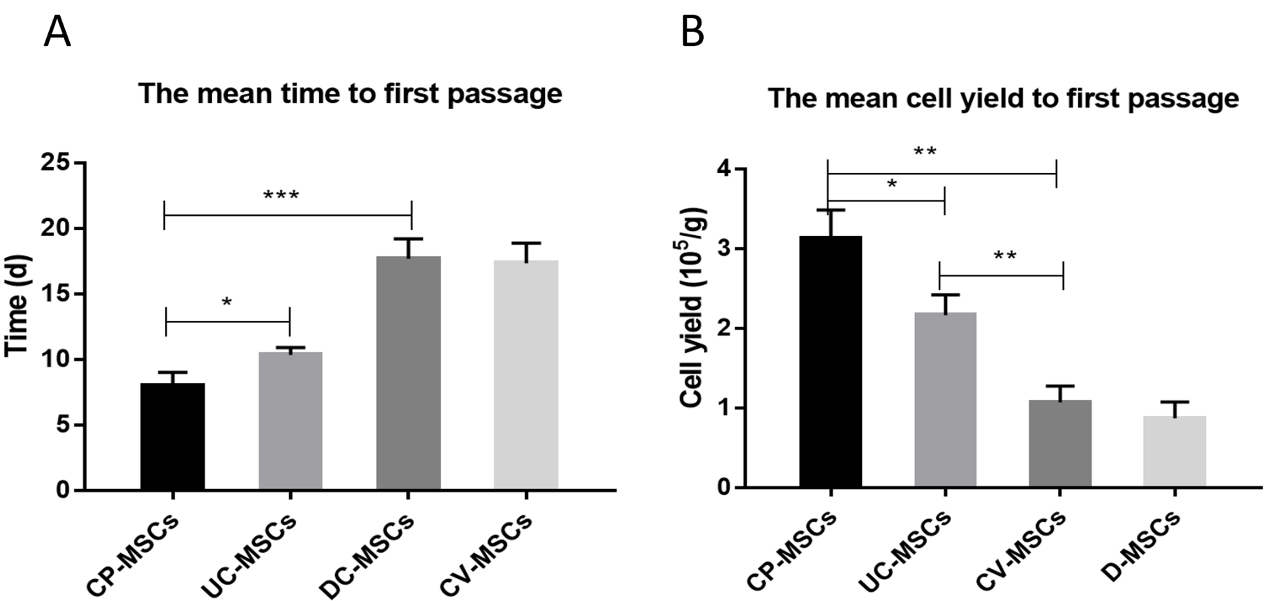 A
The mean time to first passage
Time (d)
25
20
15
10
5
0
***
*
CP-MSCs
UC-MSCs
DC-MSCs
CV-MSCs
B
The mean cell yield to first passage
Cell yield (10⁵/g)
4
3
2
1
0
**
*
**
CP-MSCs
UC-MSCs
CV-MSCs
D-MSCs